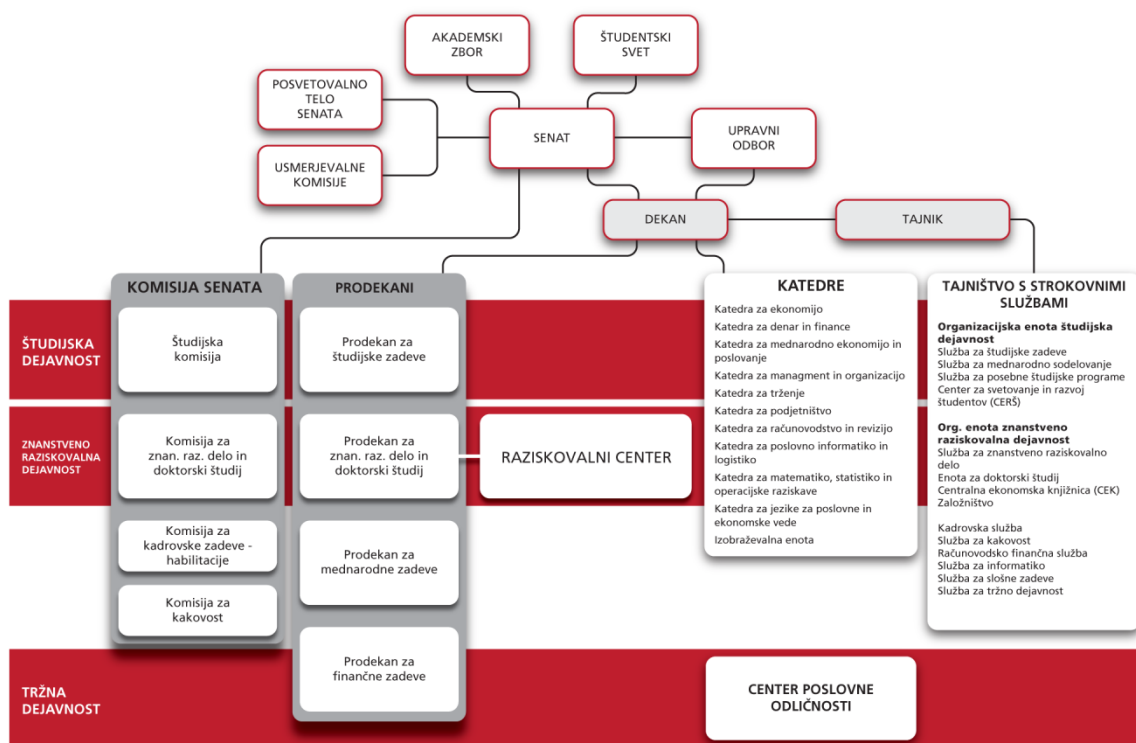 AKADEMSKI
ZBOR
ŠTUDENTSKI
SVET
POSVETOVALNO
TELO
SENATA
SENAT
UPRAVNI
ODBOR
USMERJEVALNE
KOMISIJE
DEKAN
TAJNIK
KOMISIJA SENATA
Študijska
komisija
Komisija za
znan. raz. delo in
doktorski študij
Komisija za
kadrovske zadeve -
habilitacije
Komisija za
kakovost
PRODEKANI
Prodekan za
študijske zadeve
Prodekan za
znan. raz. delo in
doktorski študij
Prodekan za
mednarodne zadeve
Prodekan za
finančne zadeve
RAZISKOVALNI CENTER
KATEDRE
Katedra za ekonomijo
Katedra za denar in finance
Katedra za mednarodno ekonomijo in
poslovanje
Katedra za managment in organizacijo
Katedra za trženje
Katedra za podjetništvo
Katedra za računovodstvo in revizijo
Katedra za poslovno informatiko in
logistiko
Katedra za matematiko, statistiko in
operacijske raziskave
Katedra za jezike za poslovne in
ekonomske vede
Izobraževalna enota
TAJNIŠTVO S STROKOVNIMI
SLUŽBAMI
Organizacijska enota študijska
dejavnost
Služba za študijske zadeve
Služba za mednarodno sodelovanje
Služba za posebne študijske programe
Center za svetovanje in razvoj
študentov (CERŠ)
Org. enota znanstveno
raziskovalna dejavnost
Služba za znanstveno raziskovalno
delo
Enota za doktorski študij
Centralna ekonomska knjižnica (CEK)
Založništvo
Kadrovska služba
Služba za kakovost
Računovodsko finančna služba
Služba za informatiko
Služba za slošne zadeve
Služba za tržno dejavnost
ŠTUDIJSKA
DEJAVNOST
ZNANSTVENO
RAZISKOVALNA
DEJAVNOST
TRŽNA
DEJAVNOST
CENTER POSLOVNE
ODLIČNOSTI